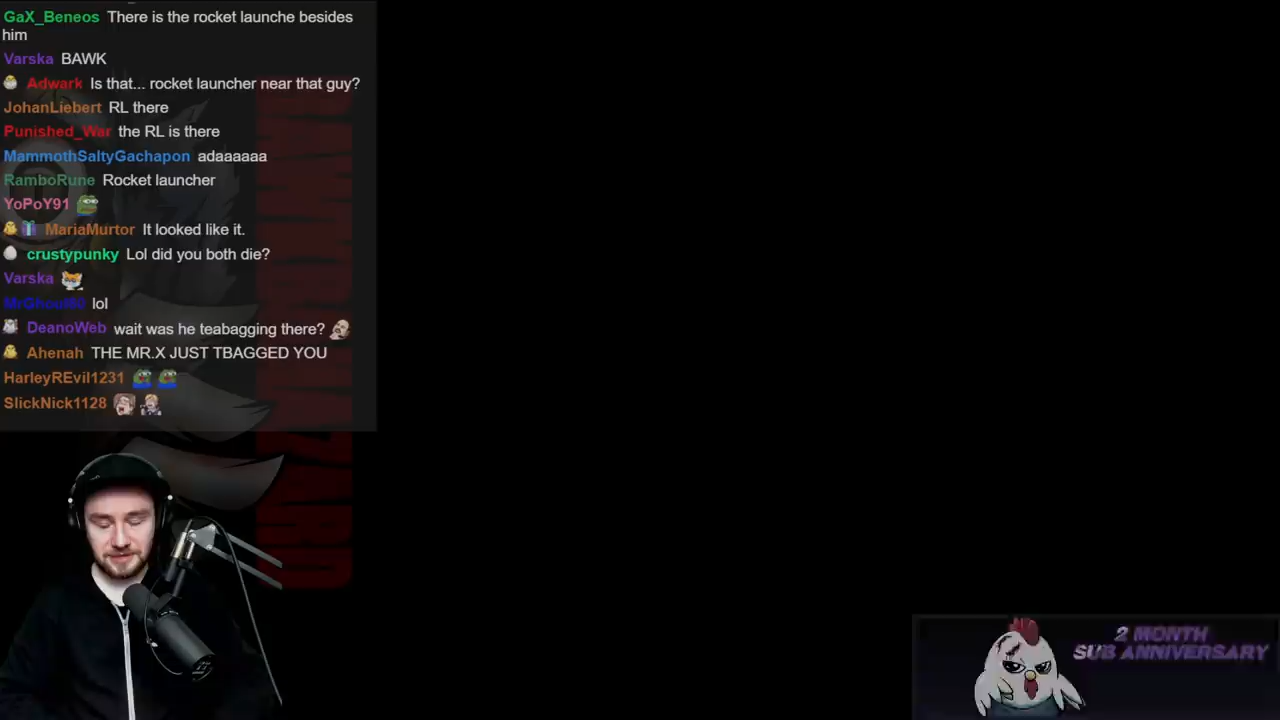 GaX_Beneos There is the rocket launche besides
him
Varska BAWK
Adwark Is that... rocket launcher near that guy?
JohanLiebert RL there
Punished_War the RL is there
MammothSaltyGachapon adaaaaaa
RamboRune Rocket launcher
YoPoY91
MariaMurtor It looked like it.
crustypunky Lol did you both die?
Varska
lol
DeanoWeb wait was he teabagging there?
Ahenah THE MR.X JUST TBAGGED YOU
HarleyREvil1231
SlickNick1128
2 MONTH
SUB ANNIVERSARY